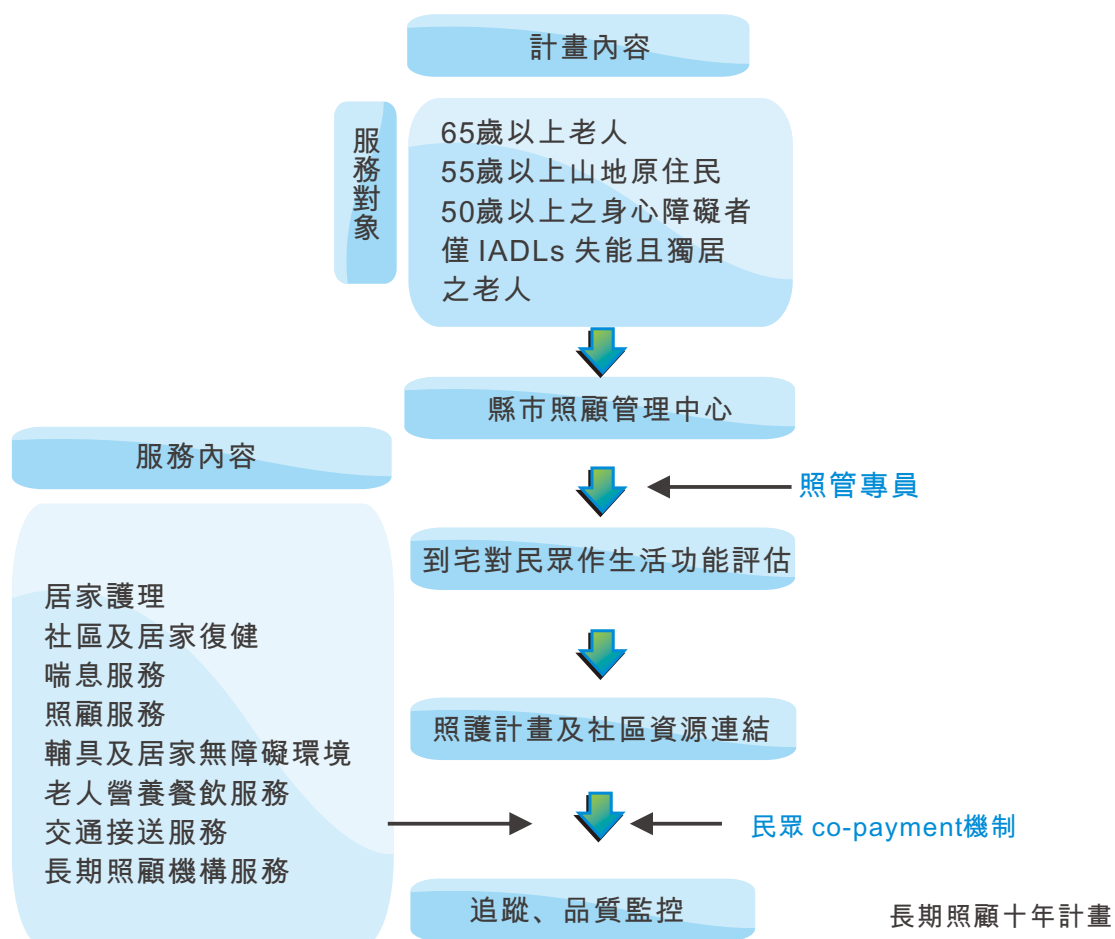 計畫內容
服務對象
65歲以上老人
55歲以上山地原住民
50歲以上之身心障礙者
僅 IADLs 失能且獨居
之老人
縣市照顧管理中心
照管專員
到宅對民眾作生活功能評估
照護計畫及社區資源連結
服務內容
居家護理
社區及居家復健
喘息服務
照顧服務
輔具及居家無障礙環境
老人營養餐飲服務
交通接送服務
長期照顧機構服務
民眾 co-payment機制
追蹤、品質監控
長期照顧十年計畫